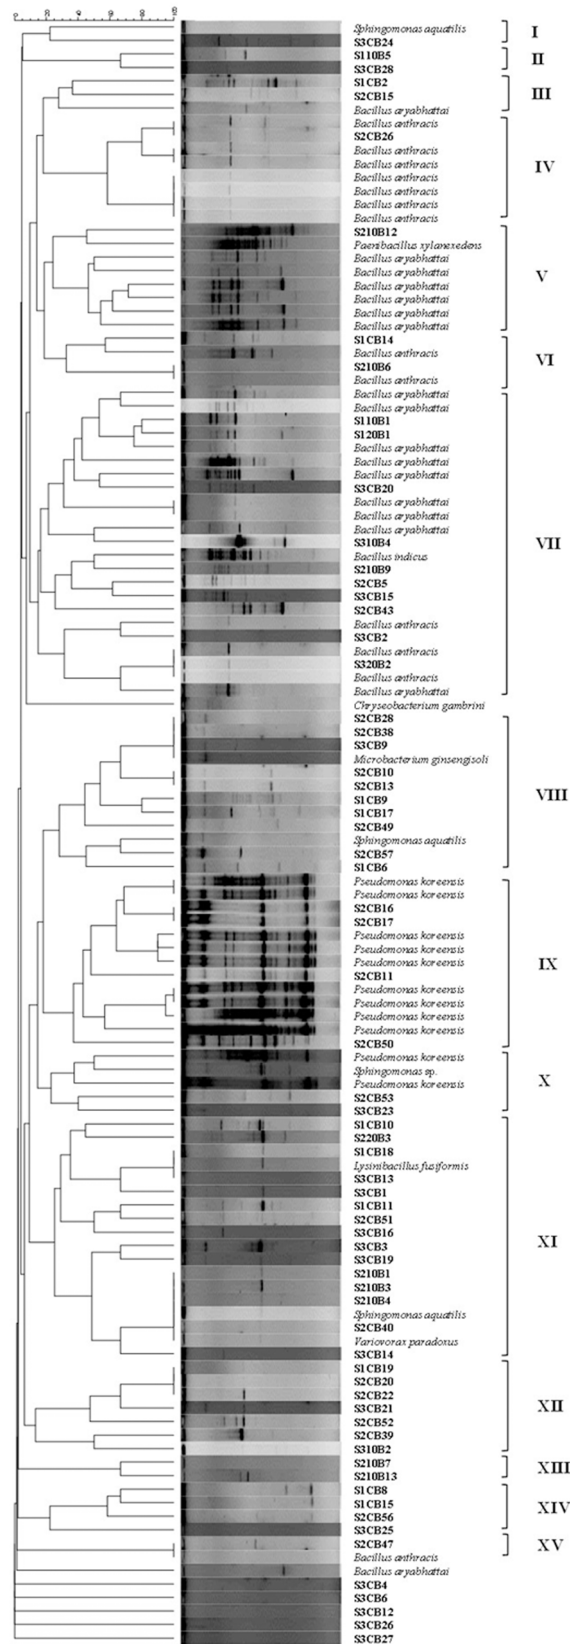 0 20 40 60 80 100
Sphingomonas aquatilis
I
S3CB24
S110B5
II
S3CB28
S1CB2
S2CB15
III
Bacillus aryabhattai
Bacillus anthracis
S2CB26
Bacillus anthracis
Bacillus anthracis
IV
Bacillus anthracis
Bacillus anthracis
Bacillus anthracis
Bacillus anthracis
S210B12
Paenibacillus xylanexedens
Bacillus aryabhattai
Bacillus aryabhattai
V
Bacillus aryabhattai
Bacillus aryabhattai
Bacillus aryabhattai
Bacillus aryabhattai
S1CB14
Bacillus anthracis
VI
S210B6
Bacillus anthracis
Bacillus aryabhattai
Bacillus aryabhattai
S110B1
S120B1
Bacillus aryabhattai
Bacillus aryabhattai
Bacillus aryabhattai
S3CB20
Bacillus aryabhattai
Bacillus aryabhattai
Bacillus aryabhattai
S310B4
VII
Bacillus indicus
S210B9
S2CB5
S3CB15
S2CB43
Bacillus anthracis
S3CB2
Bacillus anthracis
S320B2
Bacillus anthracis
Bacillus aryabhattai
Chryseobacterium gambrini
S2CB28
S2CB38
S3CB9
Microbacterium ginsengisoli
S2CB10
S2CB13
VIII
S1CB9
S1CB17
S2CB49
Sphingomonas aquatilis
S2CB57
S1CB6
Pseudomonas koreensis
Pseudomonas koreensis
S2CB16
S2CB17
Pseudomonas koreensis
Pseudomonas koreensis
Pseudomonas koreensis
IX
S2CB11
Pseudomonas koreensis
Pseudomonas koreensis
Pseudomonas koreensis
Pseudomonas koreensis
S2CB50
Pseudomonas koreensis
Sphingomonas sp.
Pseudomonas koreensis
X
S2CB53
S3CB23
S1CB10
S220B3
S1CB18
Lysinibacillus fusiformis
S3CB13
S3CB1
S1CB11
S2CB51
S3CB16
S3CB3
XI
S3CB19
S210B1
S210B3
S210B4
Sphingomonas aquatilis
S2CB40
Variovorax paradoxus
S3CB14
S1CB19
S2CB20
S2CB22
S3CB21
XII
S2CB52
S2CB39
S310B2
S210B7
XIII
S210B13
S1CB8
S1CB15
XIV
S2CB56
S3CB25
S2CB47
XV
Bacillus anthracis
Bacillus aryabhattai
S3CB4
S3CB6
S3CB12
S3CB26
S3CB27